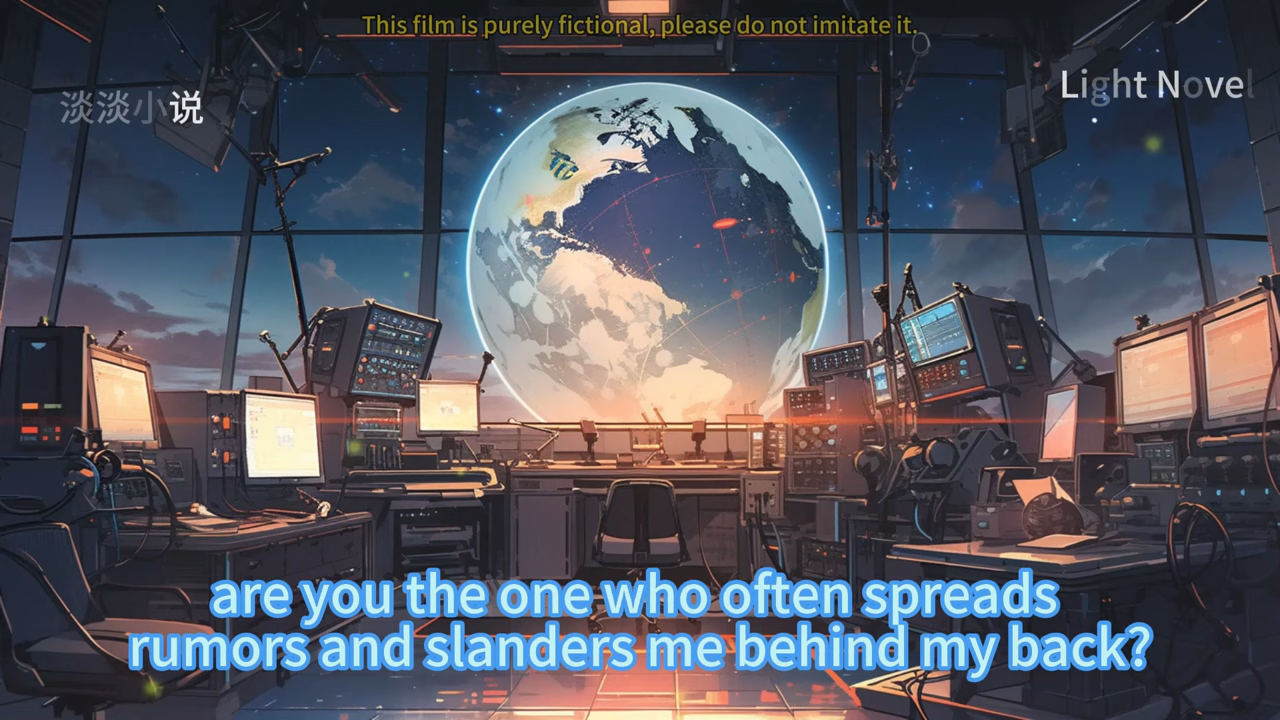 This film is purely fictional, please do not imitate it.
淡淡小说
Light Novel
are you the one who often spreads
rumors and slanders me behind my back?